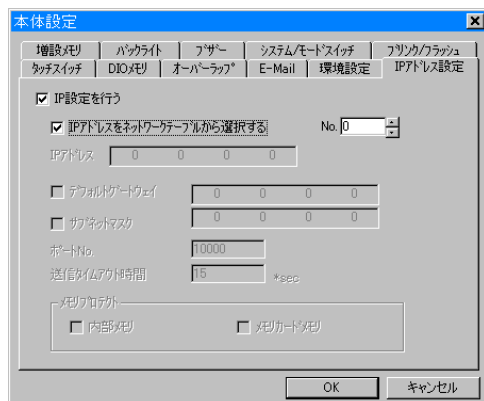 本体設定
増設ﾒﾓﾘ ﾊﾞｯｸﾗｲﾄ ﾌﾞｻﾞｰ ｼｽﾃﾑ/ﾓｰﾄﾞｽｲｯﾁ ﾌﾞﾘﾝｸ/ﾌﾗｯｼｭ
ﾀｯﾁｽｲｯﾁ DIOﾒﾓﾘ ｵｰﾊﾞｰﾗｯﾌﾟ E-Mail 環境設定 IPｱﾄﾞﾚｽ設定
IP設定を行う
IPｱﾄﾞﾚｽをﾈｯﾄﾜｰｸﾃｰﾌﾞﾙから選択する No. 0
IPｱﾄﾞﾚｽ 0 0 0 0
ﾃﾞﾌｫﾙﾄｹﾞｰﾄｳｪｲ 0 0 0 0
ｻﾌﾞﾈｯﾄﾏｽｸ 0 0 0 0
ﾎﾟｰﾄNo. 10000
送信ﾀｲﾑｱｳﾄ時間 15 *sec
ﾒﾓﾘﾌﾟﾛﾃｸﾄ
内部ﾒﾓﾘ ﾒﾓﾘｶｰﾄﾞﾒﾓﾘ
OK ｷｬﾝｾﾙ